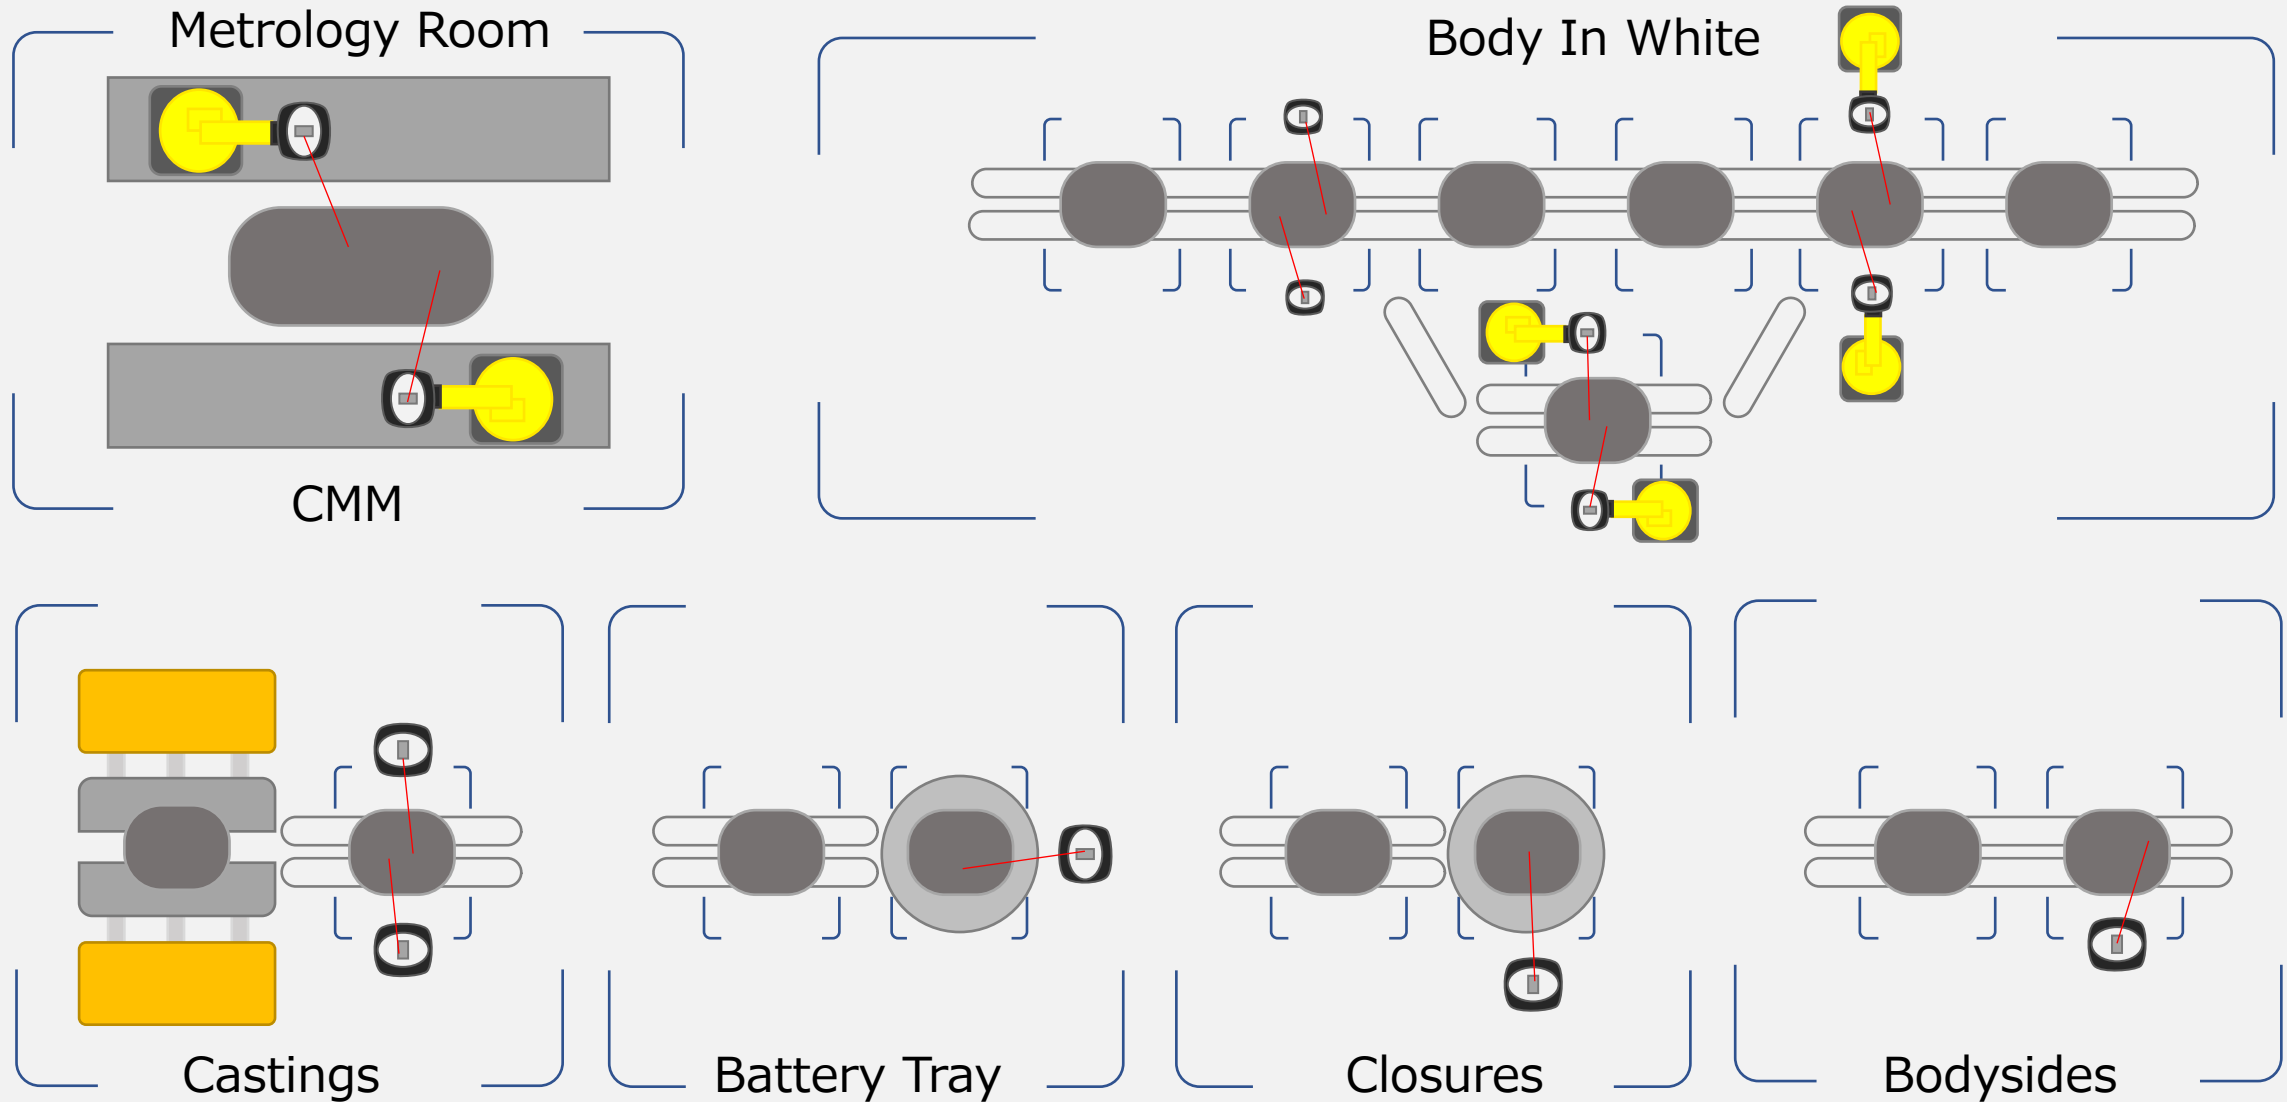 Metrology Room
Body In White
CMM
Castings
Battery Tray
Closures
Bodysides